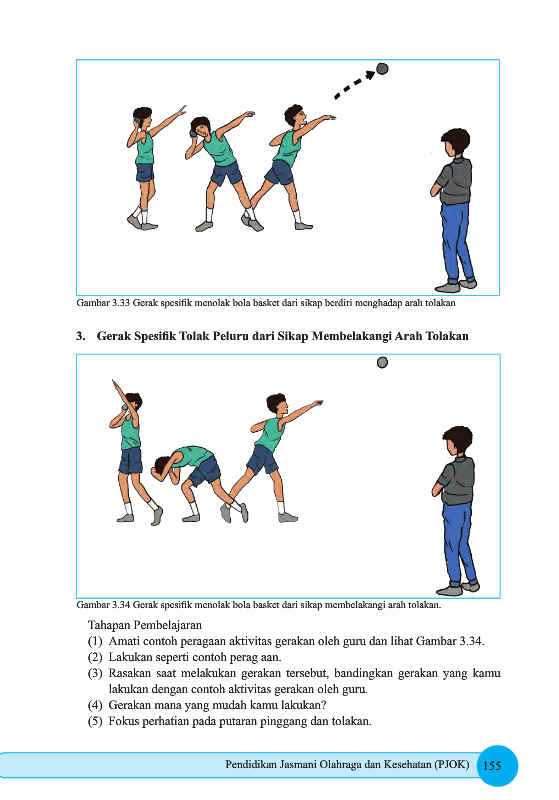 Gambar 3.33 Gerak spesifik menolak bola basket dari sikap berdiri menghadap arah tolakan
3. Gerak Spesifik Tolak Peluru dari Sikap Membelakangi Arah Tolakan
Gambar 3.34 Gerak spesifik menolak bola basket dari sikap membelakangi arah tolakan.
Tahapan Pembelajaran
(1) Amati contoh peragaan aktivitas gerakan oleh guru dan lihat Gambar 3.34.
(2) Lakukan seperti contoh perag aan.
(3) Rasakan saat melakukan gerakan tersebut, bandingkan gerakan yang kamu
lakukan dengan contoh aktivitas gerakan oleh guru.
(4) Gerakan mana yang mudah kamu lakukan?
(5) Fokus perhatian pada putaran pinggang dan tolakan.
Pendidikan Jasmani Olahraga dan Kesehatan (PJOK) 155